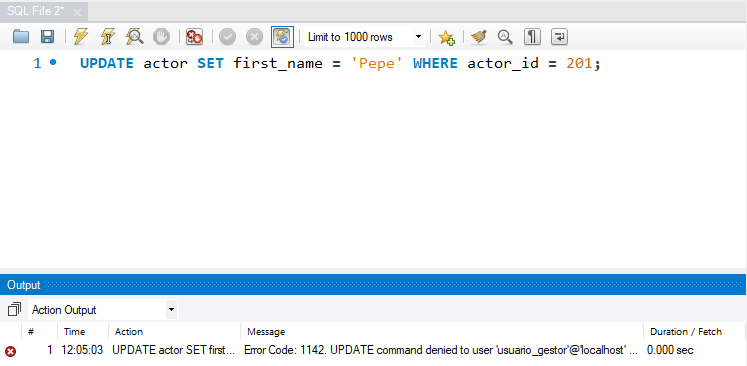 SQL File 2*
Limit to 1000 rows
1 UPDATE actor SET first_name = 'Pepe' WHERE actor_id = 201;
Output
Action Output
# Time Action Message Duration / Fetch
1 12:05:03 UPDATE actor SET first... Error Code: 1142. UPDATE command denied to user 'usuario_gestor'@'localhost' ... 0.000 sec